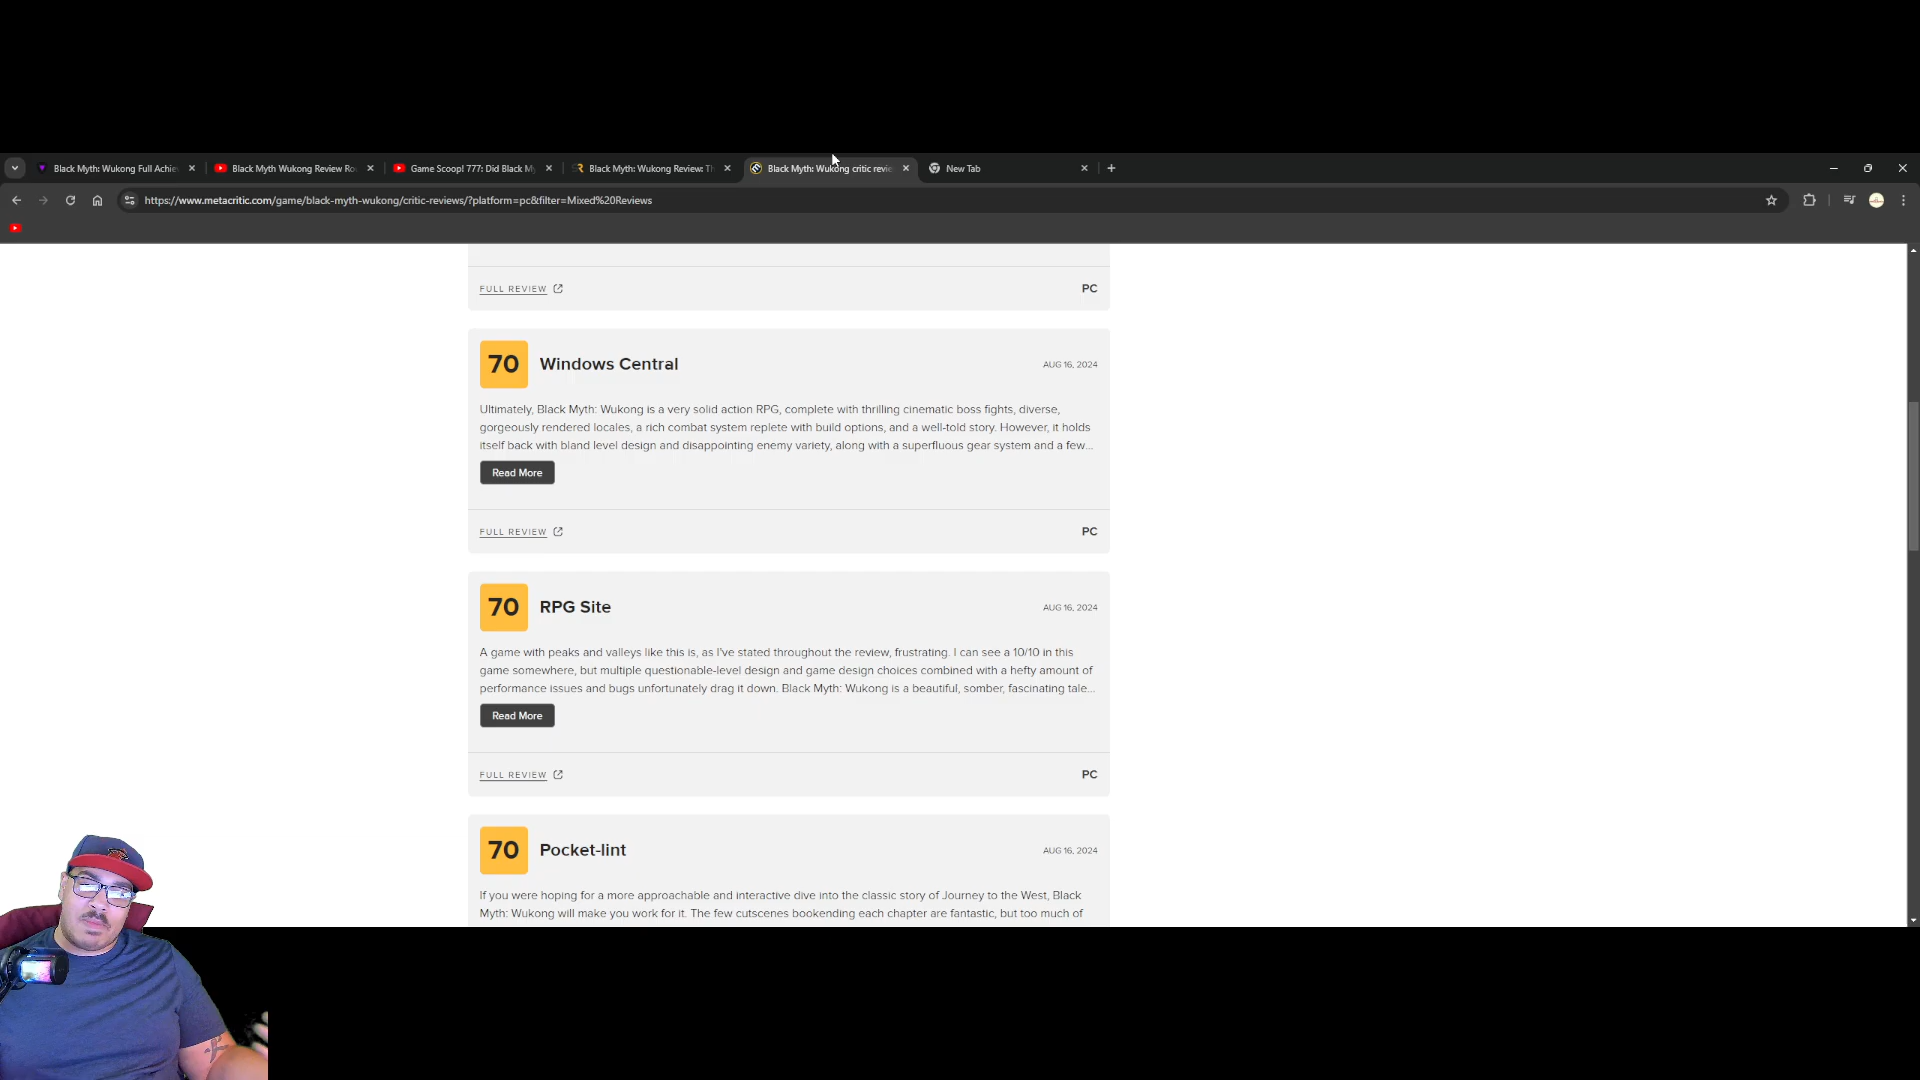 Black Myth: Wukong Full Achie
Black Myth Wukong Review Ro
Game Scoop! 777: Did Black M
Black Myth: Wukong Review: Th
Black Myth: Wukong critic revie
New Tab
https://www.metacritic.com/game/black-myth-wukong/critic-reviews/?platform=pc&filter=Mixed%20Reviews
FULL REVIEW
PC
70
Windows Central
AUG 16, 2024
Ultimately, Black Myth: Wukong is a very solid action RPG, complete with thrilling cinematic boss fights, diverse,
gorgeously rendered locales, a rich combat system replete with build options, and a well-told story. However, it holds
itself back with bland level design and disappointing enemy variety, along with a superfluous gear system and a few...
Read More
FULL REVIEW
PC
70
RPG Site
AUG 16, 2024
A game with peaks and valleys like this is, as I've stated throughout the review, frustrating. I can see a 10/10 in this
game somewhere, but multiple questionable-level design and game design choices combined with a hefty amount of
performance issues and bugs unfortunately drag it down. Black Myth: Wukong is a beautiful, somber, fascinating tale...
Read More
FULL REVIEW
PC
70
Pocket-lint
AUG 16, 2024
If you were hoping for a more approachable and interactive dive into the classic story of Journey to the West, Black
Myth: Wukong will make you work for it. The few cutscenes bookending each chapter are fantastic, but too much of